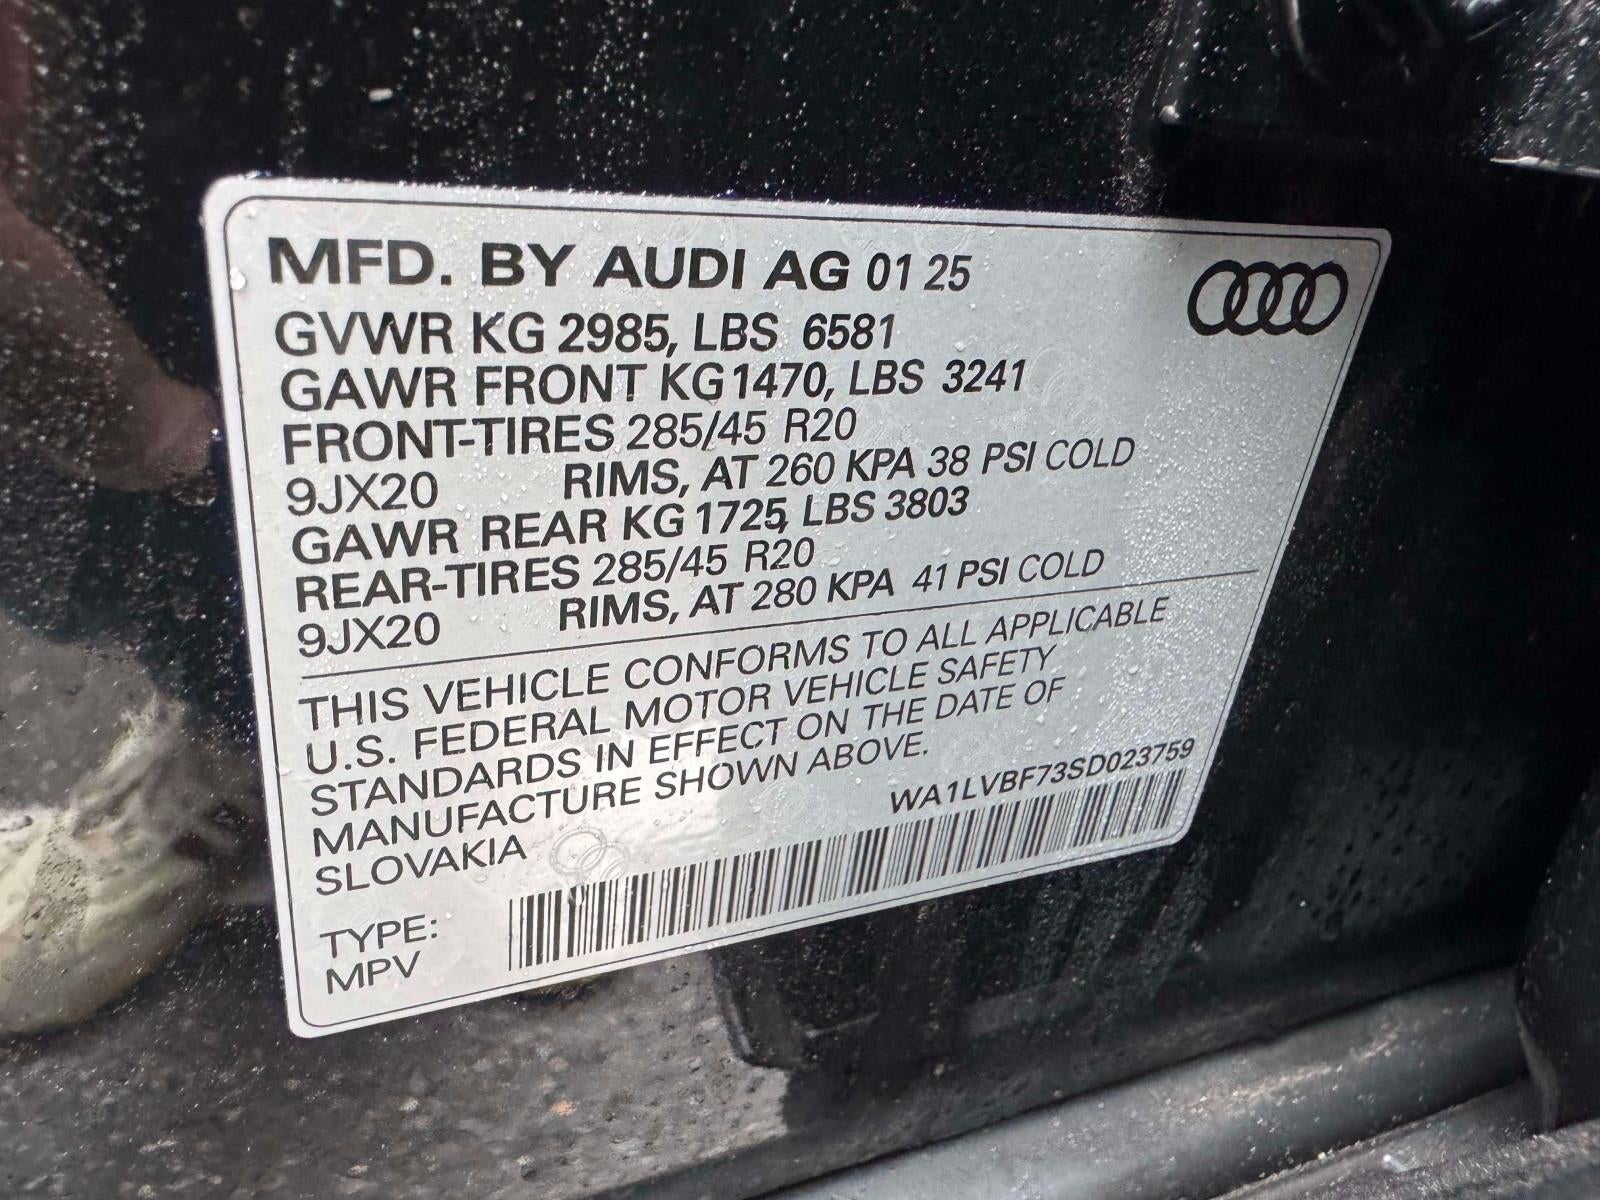 MFD. BY AUDI AG 01 25
GVWR KG 2985, LBS 6581
GAWR FRONT KG 1470, LBS 3241
FRONT-TIRES 285/45 R20
9JX20 RIMS, AT 260 KPA 38 PSI COLD
GAWR REAR KG 1725, LBS 3803
REAR-TIRES 285/45 R20
9JX20 RIMS, AT 280 KPA 41 PSI COLD
THIS VEHICLE CONFORMS TO ALL APPLICABLE
U.S. FEDERAL MOTOR VEHICLE SAFETY
STANDARDS IN EFFECT ON THE DATE OF
MANUFACTURE SHOWN ABOVE.
WA1LVBF73SD023759
SLOVAKIA
TYPE:
MPV